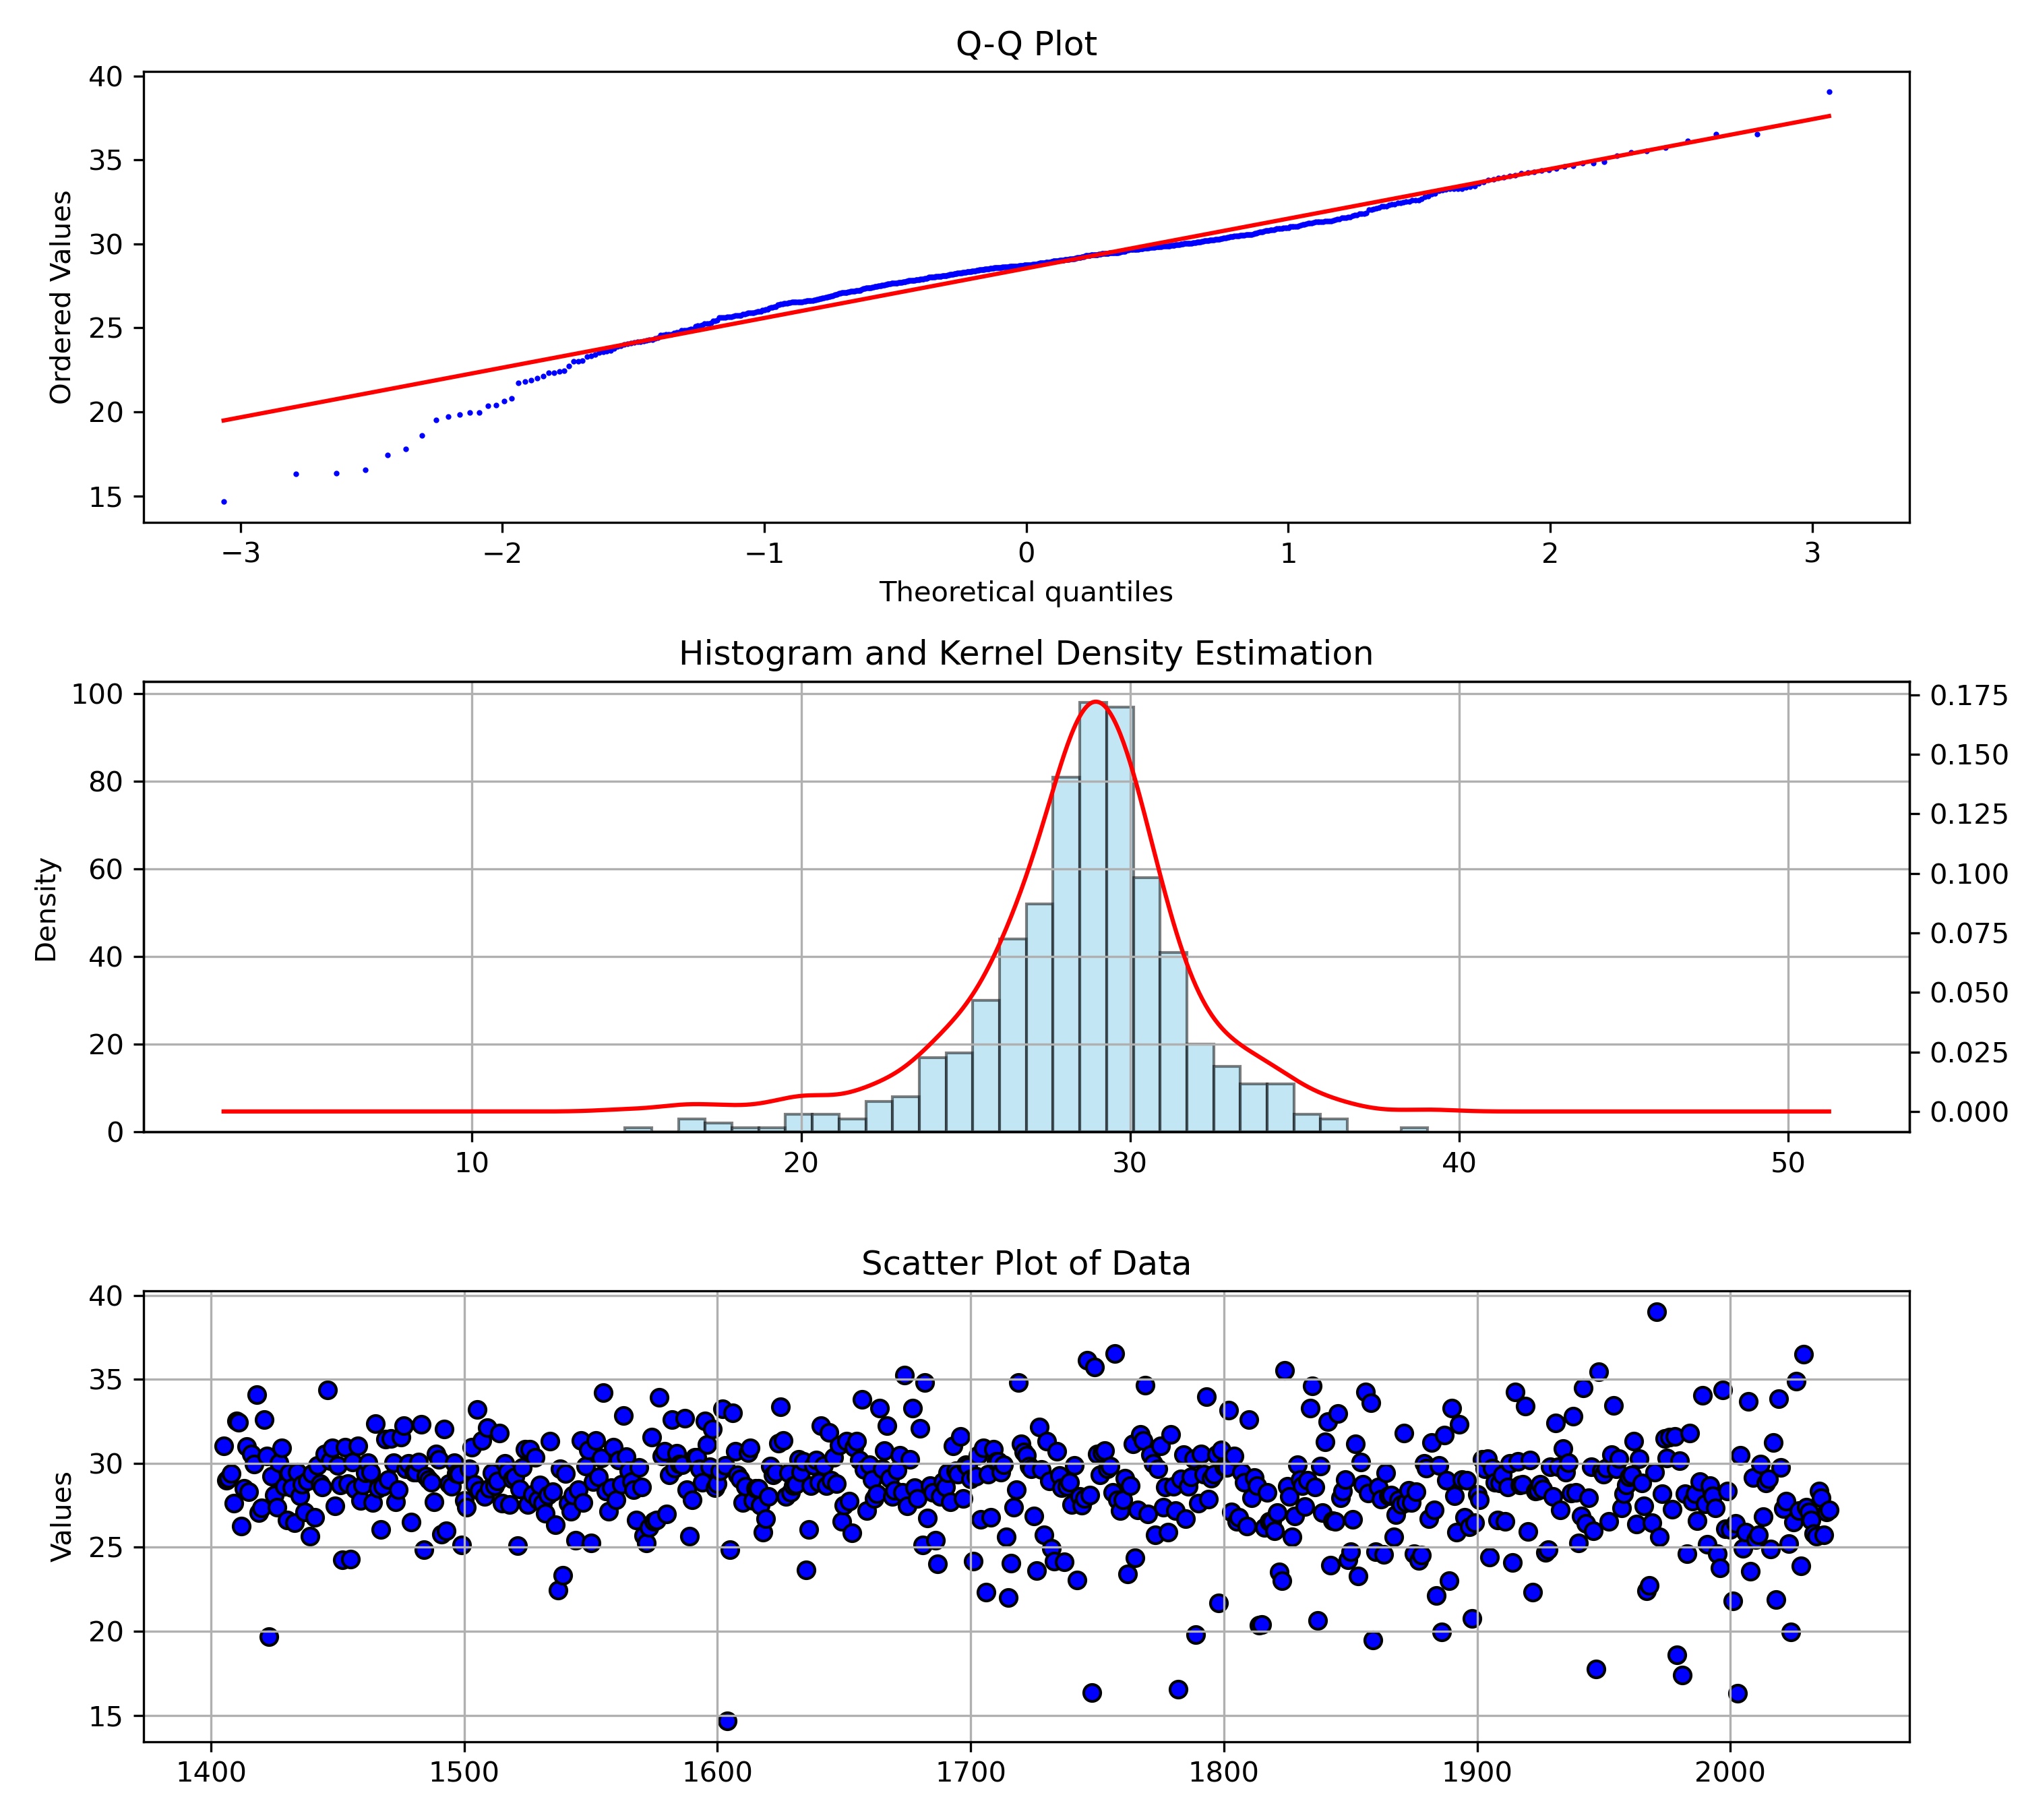 Q-Q Plot
40
35
30
25
20
15
Ordered Values
−3 −2 −1 0 1 2 3
Theoretical quantiles
Histogram and Kernel Density Estimation
100
80
60
40
20
0
Density
0.175
0.150
0.125
0.100
0.075
0.050
0.025
0.000
10 20 30 40 50
Scatter Plot of Data
40
35
30
25
20
15
Values
1400 1500 1600 1700 1800 1900 2000